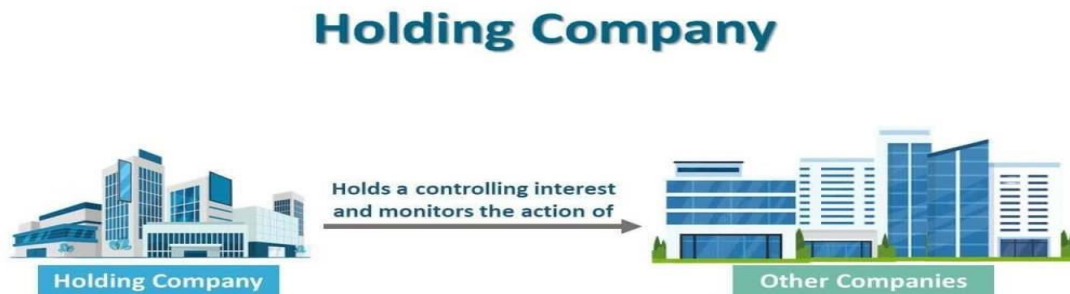 Holding Company
Holds a controlling interest
and monitors the action of
Holding Company
Other Companies